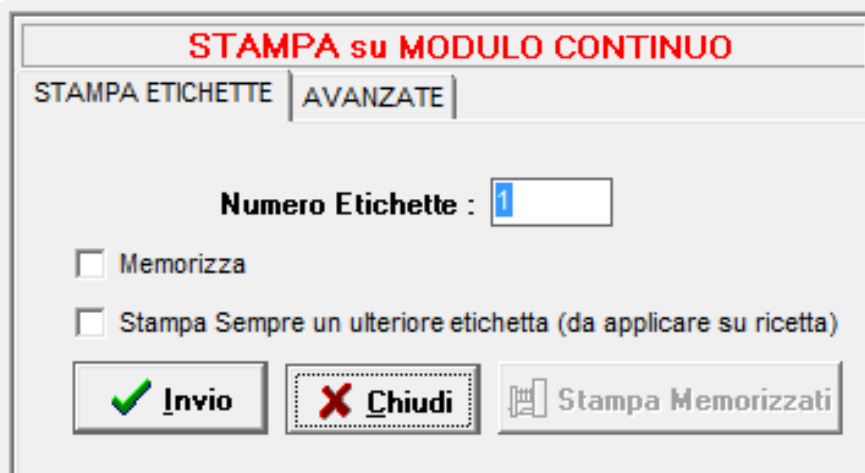 STAMPA su MODULO CONTINUO
STAMPA ETICHETTE AVANZATE
Numero Etichette : 1
Memorizza
Stampa Sempre un ulteriore etichetta (da applicare su ricetta)
Invio Chiudi Stampa Memorizzati